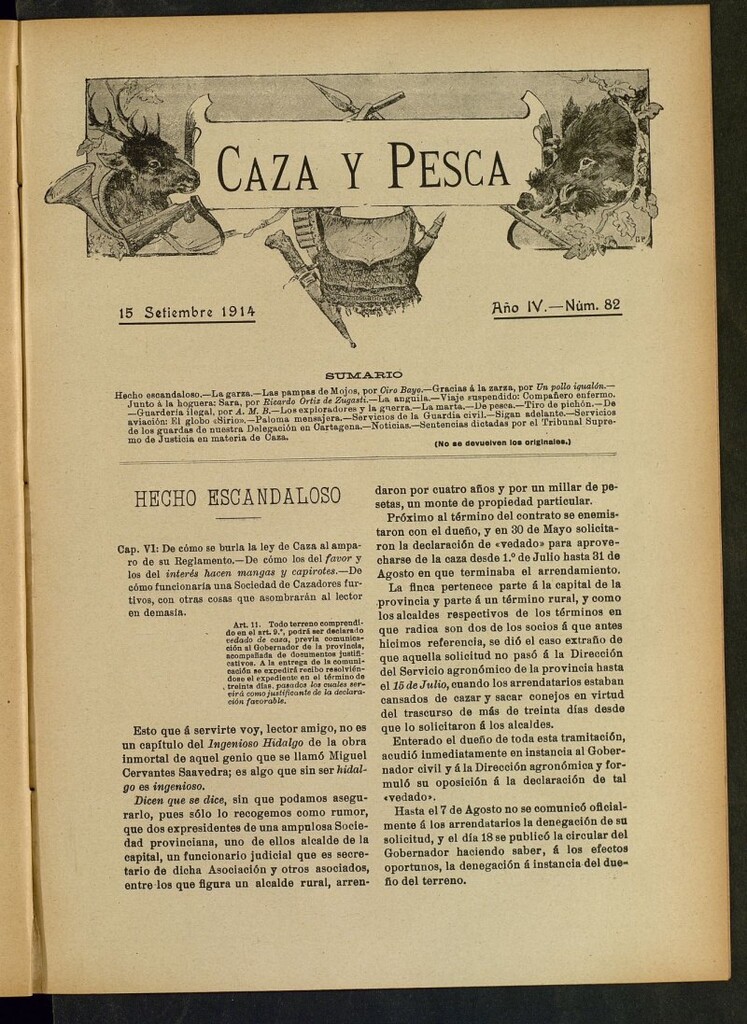 CAZA Y PESCA
15 Setiembre 1914
Año IV.—Núm. 82
SUMARIO
Hecho escandaloso.—La garza.—Las pampas de Mojos, por Ciro Bayo.—Gracias á la zarza, por Un pollo igualón.—
Junto á la hoguera: Sara, por Ricardo Ortiz de Zugasti.—La anguila.—Viaje suspendido: Compañero enfermo.
—Guardería ilegal, por A. M. B.—Los exploradores y la guerra.—La marta.—De pesca.—Tiro de pichón.—De
aviación: El globo «Sirio».—Paloma mensajera.—Servicios de la Guardia civil.—Sigan adelante.—Servicios
de los guardas de nuestra Delegación en Cartagena.—Noticias.—Sentencias dictadas por el Tribunal Supre-
mo de Justicia en materia de Caza.
(No se devuelven los originales.)
HECHO ESCANDALOSO
Cap. VI: De cómo se burla la ley de Caza al ampa-
ro de su Reglamento.—De cómo los del favor y
los del interés hacen mangas y capirotes.—De
cómo funcionaría una Sociedad de Cazadores fur-
tivos, con otras cosas que asombrarán al lector
en demasía.
Art. 11. Todo terreno comprendi-
do en el art. 9.º, podrá ser declarado
vedado de caza, previa comunica-
ción al Gobernador de la provincia,
acompañada de documentos justifi-
cativos. A la entrega de la comuni-
cación se expedirá recibo resolvién-
dose el expediente en el término de
treinta días, pasados los cuales ser-
virá como justificante de la declara-
ción favorable.
Esto que á servirte voy, lector amigo, no es
un capítulo del Ingenioso Hidalgo de la obra
inmortal de aquel genio que se llamó Miguel
Cervantes Saavedra; es algo que sin ser hidal-
go es ingenioso.
Dicen que se dice, sin que podamos asegu-
rarlo, pues sólo lo recogemos como rumor,
que dos expresidentes de una ampulosa Socie-
dad provinciana, uno de ellos alcalde de la
capital, un funcionario judicial que es secre-
tario de dicha Asociación y otros asociados,
entre los que figura un alcalde rural, arren-
daron por cuatro años y por un millar de pe-
setas, un monte de propiedad particular.
Próximo al término del contrato se enemis-
taron con el dueño, y en 30 de Mayo solicita-
ron la declaración de «vedado» para aprove-
charse de la caza desde 1.º de Julio hasta 31 de
Agosto en que terminaba el arrendamiento.
La finca pertenece parte á la capital de la
provincia y parte á un término rural, y como
los alcaldes respectivos de los términos en
que radica son dos de los socios á que antes
hicimos referencia, se dió el caso extraño de
que aquella solicitud no pasó á la Dirección
del Servicio agronómico de la provincia hasta
el 15 de Julio, cuando los arrendatarios estaban
cansados de cazar y sacar conejos en virtud
del trascurso de más de treinta días desde
que lo solicitaron á los alcaldes.
Enterado el dueño de toda esta tramitación,
acudió inmediatamente en instancia al Gober-
nador civil y á la Dirección agronómica y for-
muló su oposición á la declaración de tal
«vedado».
Hasta el 7 de Agosto no se comunicó oficial-
mente á los arrendatarios la denegación de su
solicitud, y el día 18 se publicó la circular del
Gobernador haciendo saber, á los efectos
oportunos, la denegación á instancia del due-
ño del terreno.